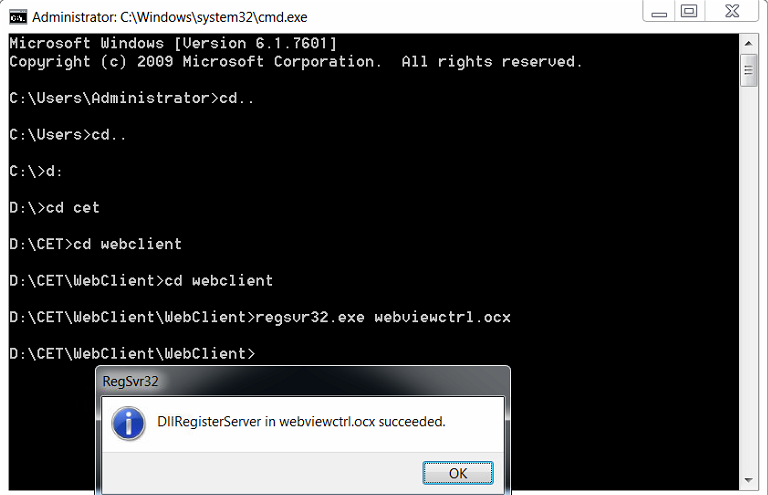 Administrator: C:\Windows\system32\cmd.exe
Microsoft Windows [Version 6.1.7601]
Copyright (c) 2009 Microsoft Corporation.  All rights reserved.
C:\Users\Administrator>cd..
C:\Users>cd..
C:\>d:
D:\>cd cet
D:\CET>cd webclient
D:\CET\WebClient>cd webclient
D:\CET\WebClient\WebClient>regsvr32.exe webviewctrl.ocx
D:\CET\WebClient\WebClient>
RegSvr32
DllRegisterServer in webviewctrl.ocx succeeded.
OK